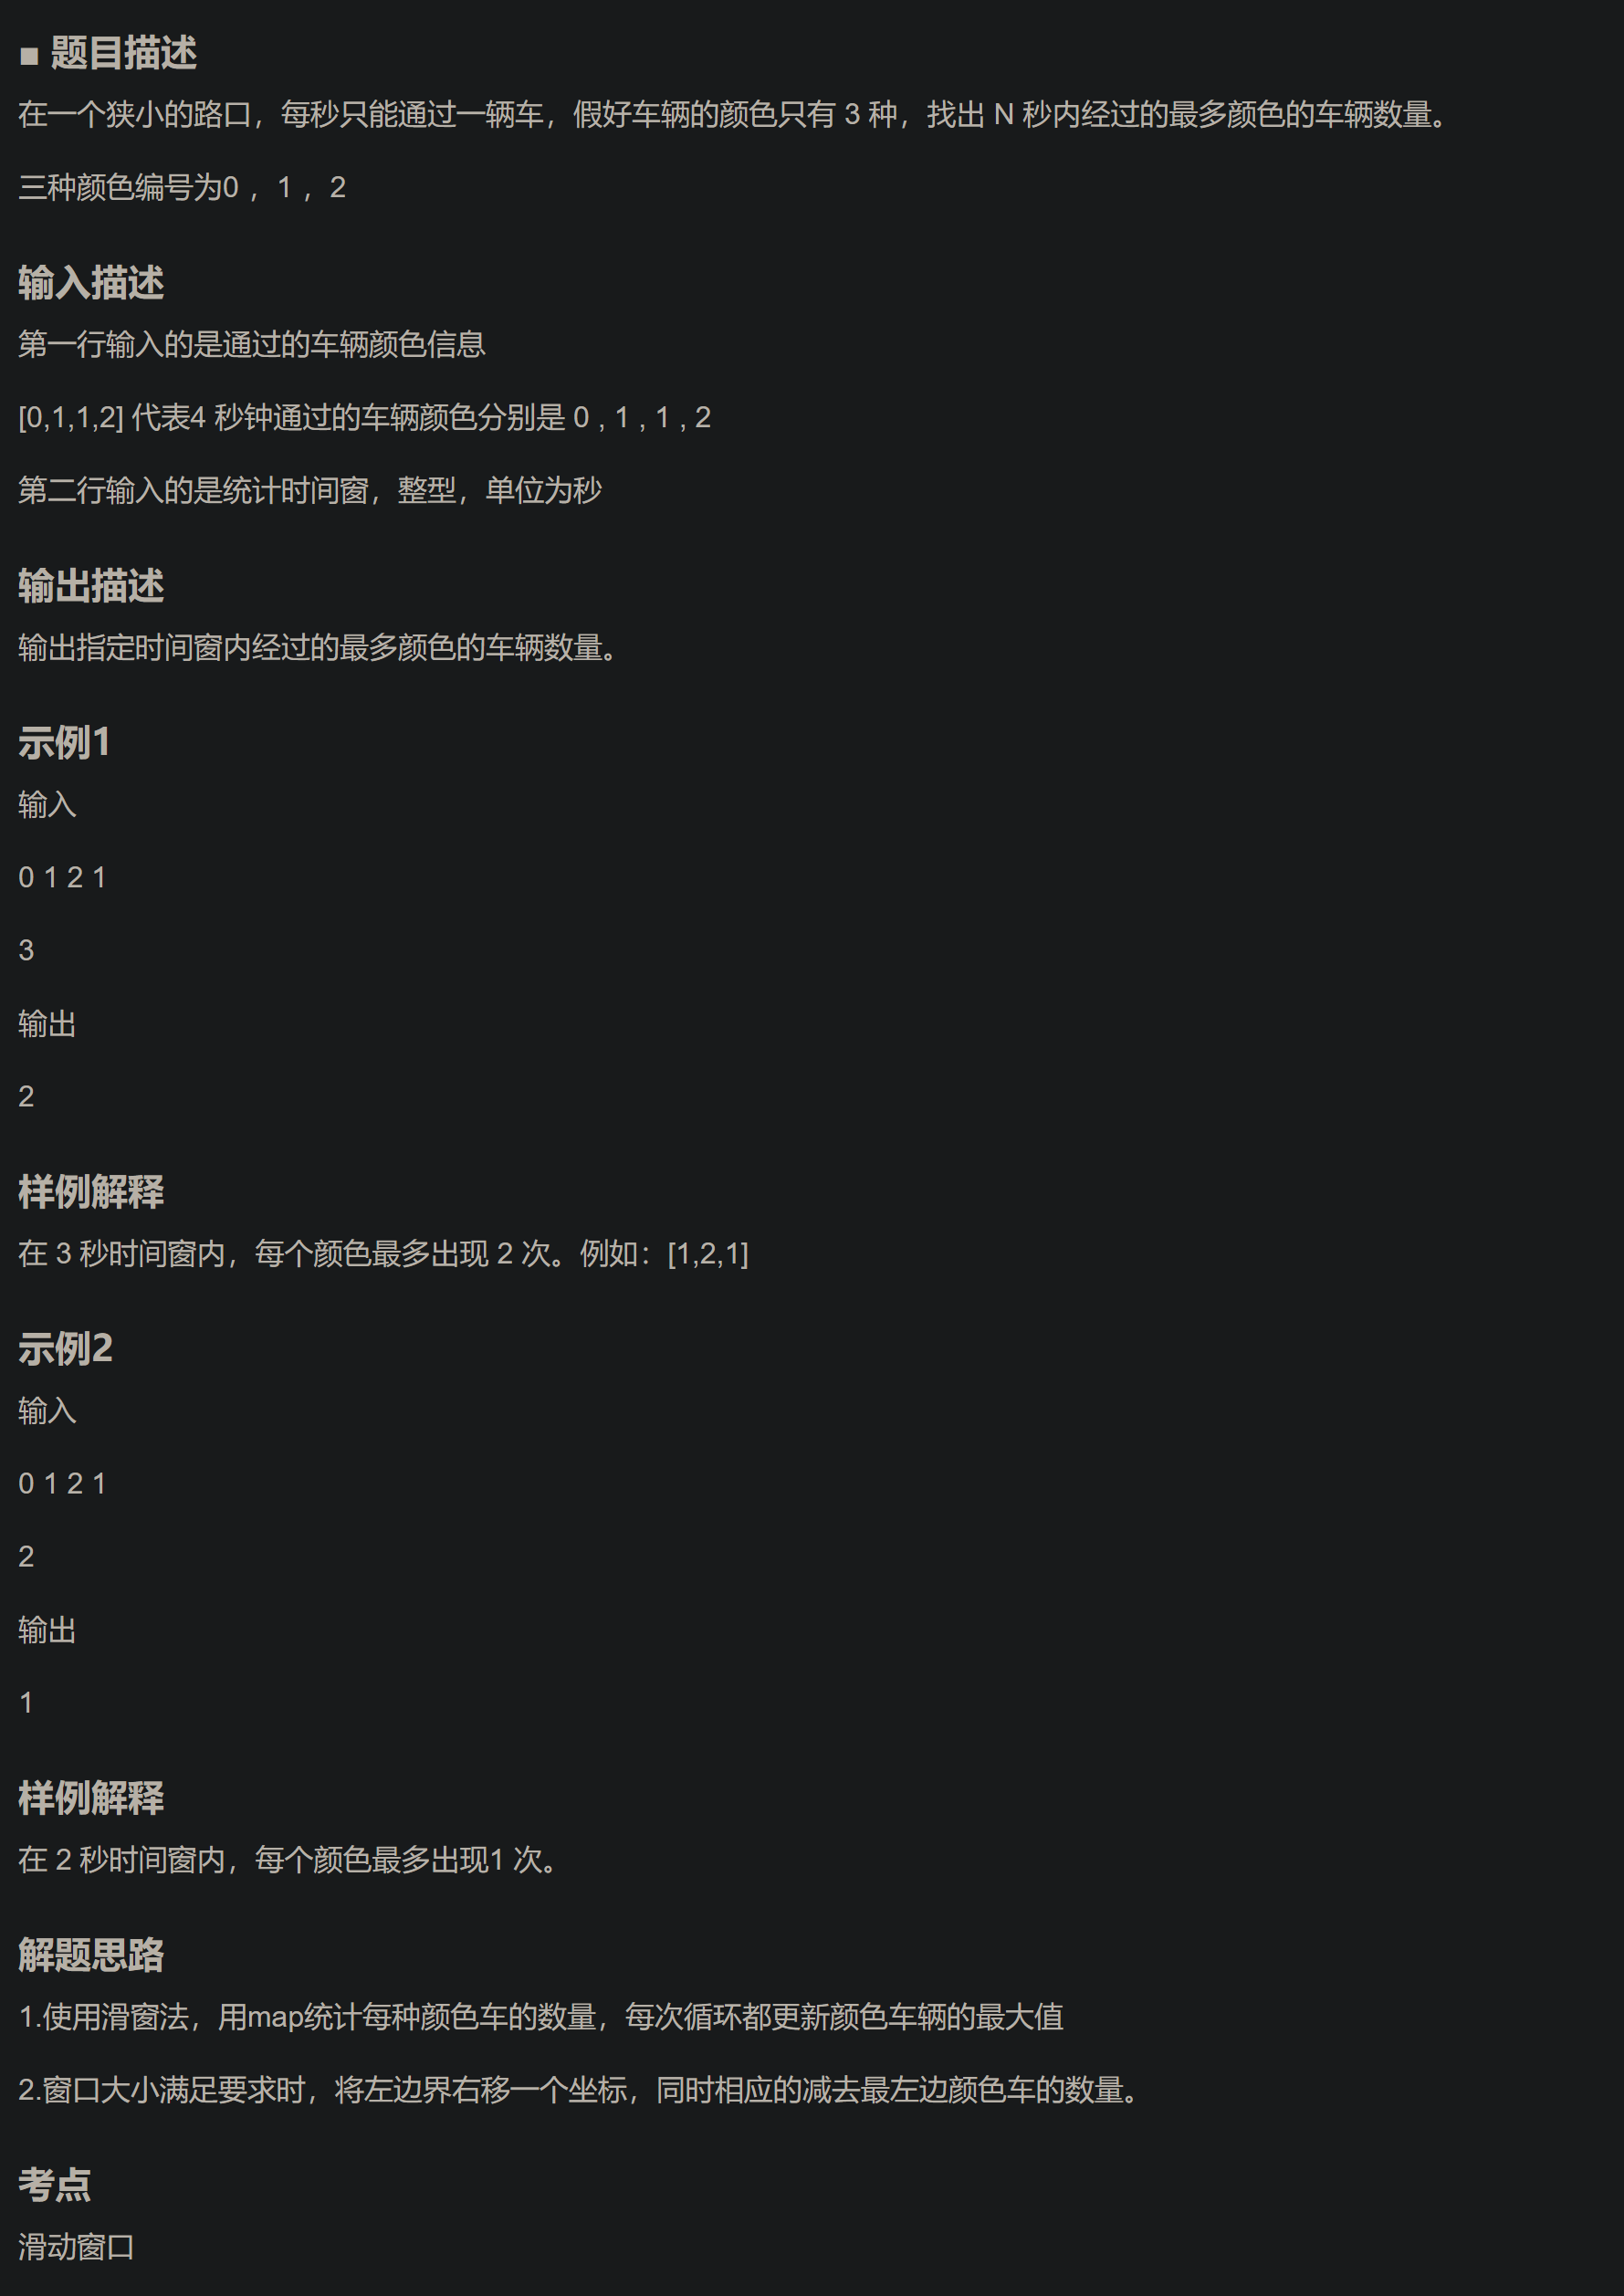 ■ 题目描述
在一个狭小的路口，每秒只能通过一辆车，假好车辆的颜色只有 3 种，找出 N 秒内经过的最多颜色的车辆数量。
三种颜色编号为0 ，1 ，2
输入描述
第一行输入的是通过的车辆颜色信息
[0,1,1,2] 代表4 秒钟通过的车辆颜色分别是 0 , 1 , 1 , 2
第二行输入的是统计时间窗，整型，单位为秒
输出描述
输出指定时间窗内经过的最多颜色的车辆数量。
示例1
输入
0 1 2 1
3
输出
2
样例解释
在 3 秒时间窗内，每个颜色最多出现 2 次。例如：[1,2,1]
示例2
输入
0 1 2 1
2
输出
1
样例解释
在 2 秒时间窗内，每个颜色最多出现1 次。
解题思路
1.使用滑窗法，用map统计每种颜色车的数量，每次循环都更新颜色车辆的最大值
2.窗口大小满足要求时，将左边界右移一个坐标，同时相应的减去最左边颜色车的数量。
考点
滑动窗口